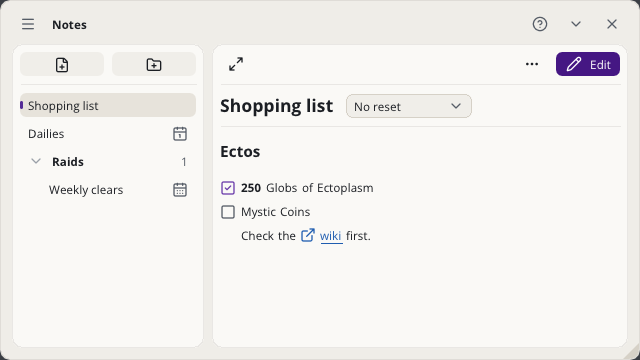 Notes
Edit
Shopping list
Dailies
Raids 1
Weekly clears
Shopping list No reset
Ectos
250 Globs of Ectoplasm
Mystic Coins
Check the wiki first.